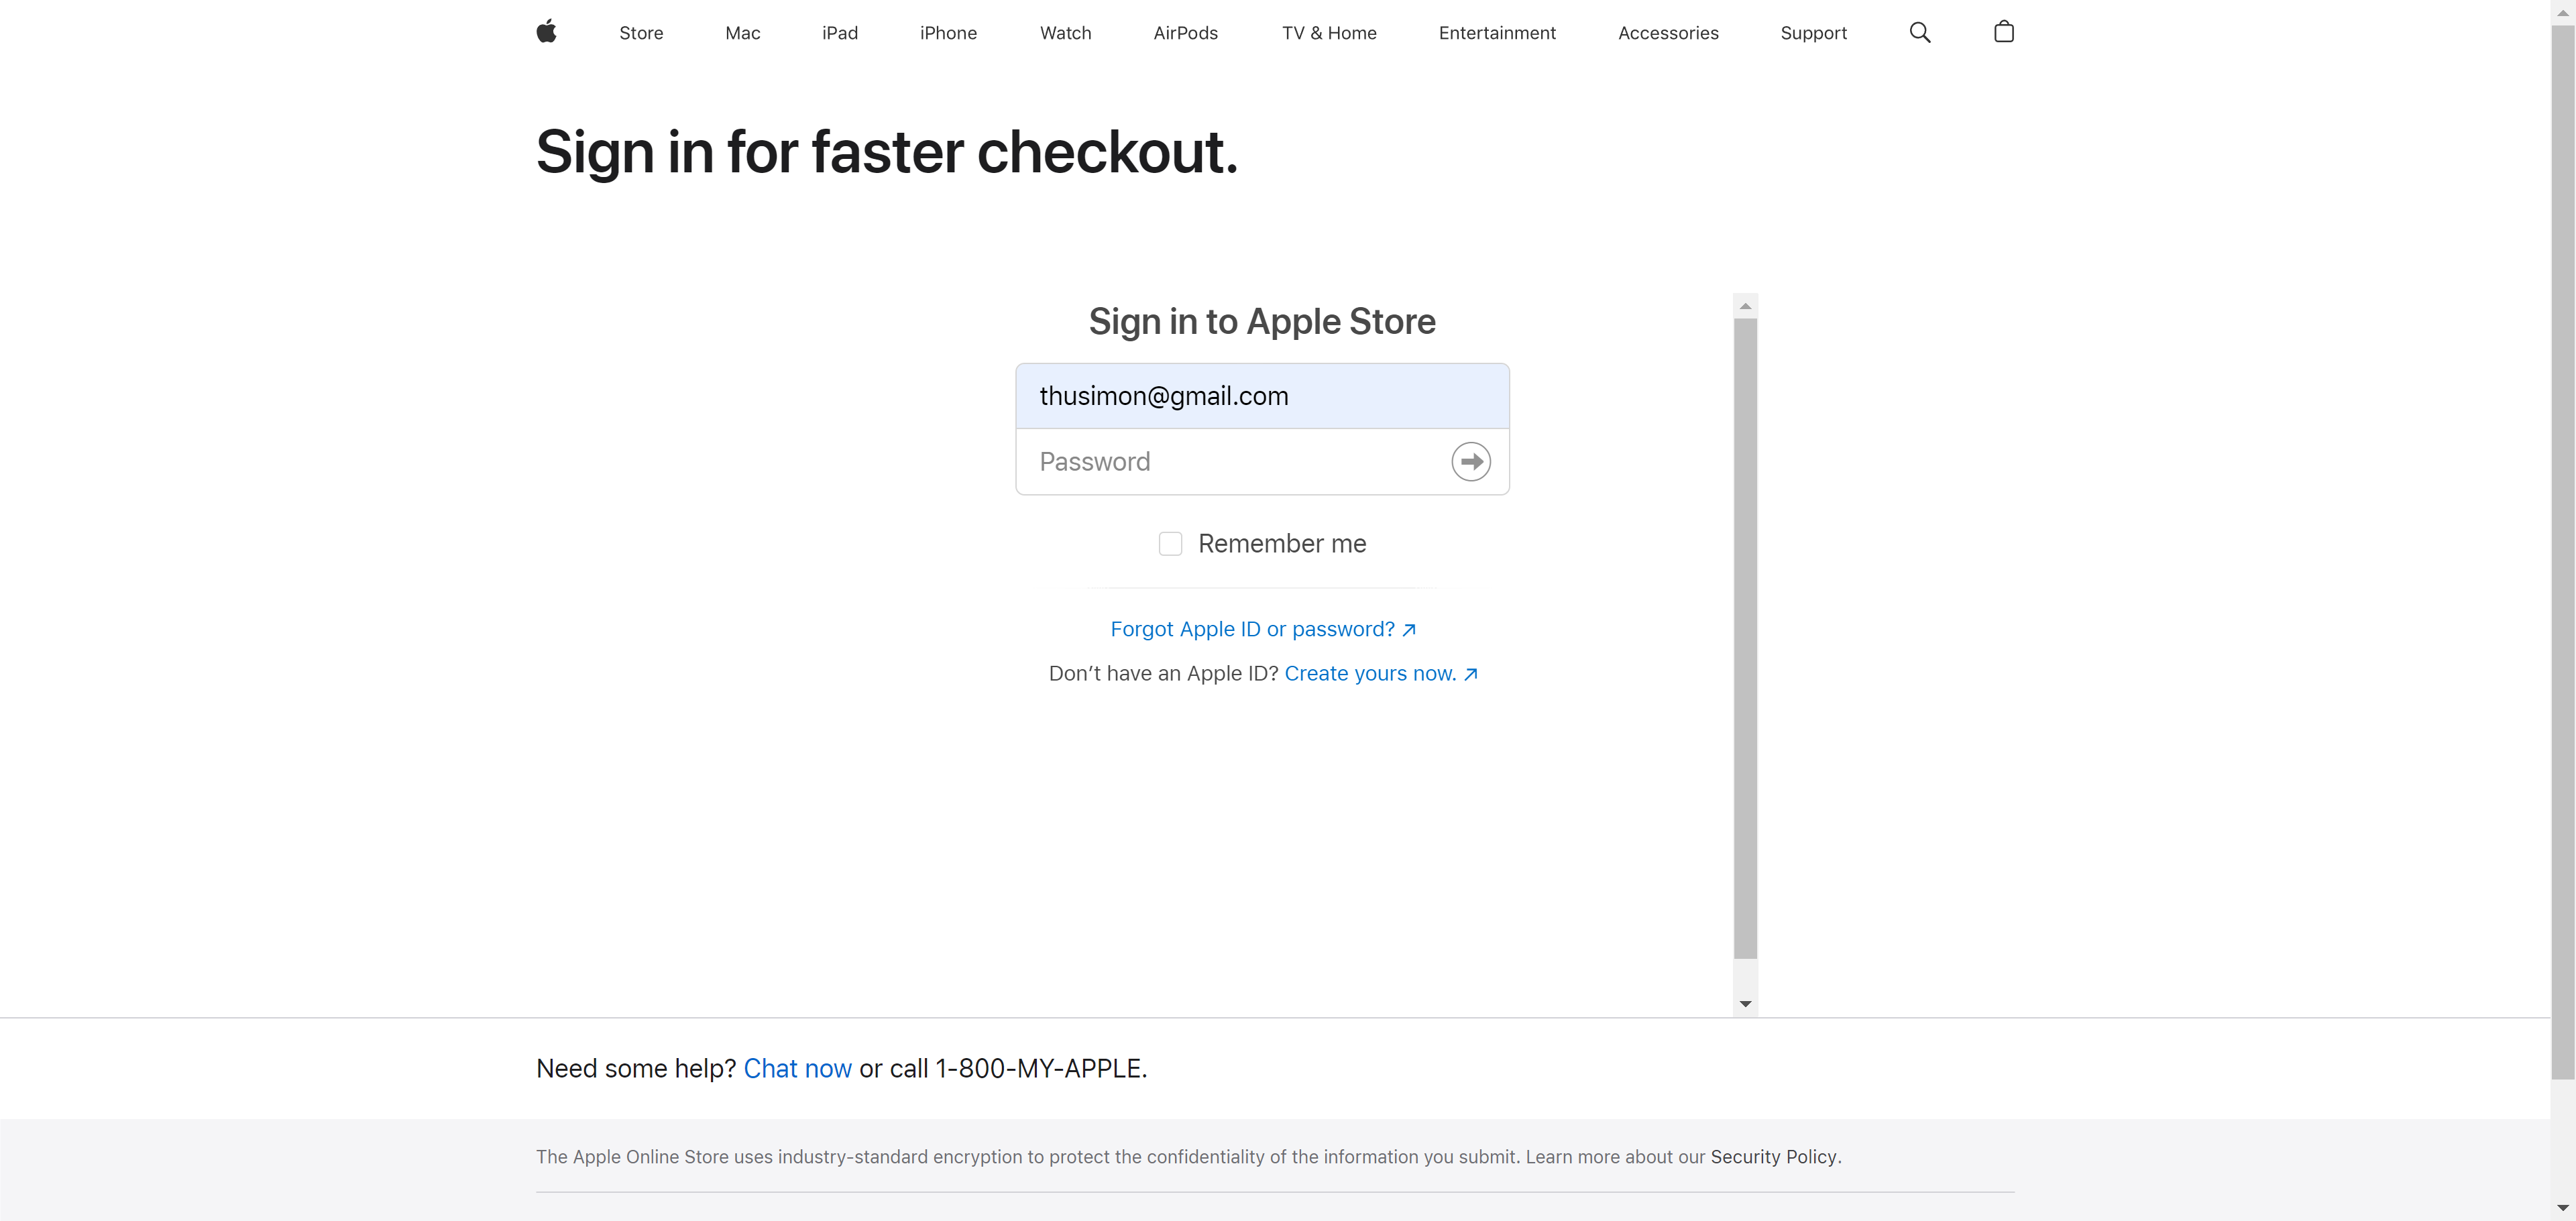 Store Mac iPad iPhone Watch AirPods TV & Home Entertainment Accessories Support
Sign in for faster checkout.
Sign in to Apple Store
thusimon@gmail.com
Password
Remember me
Forgot Apple ID or password? ↗
Don’t have an Apple ID? Create yours now. ↗
Need some help? Chat now or call 1-800-MY-APPLE.
The Apple Online Store uses industry-standard encryption to protect the confidentiality of the information you submit. Learn more about our Security Policy.